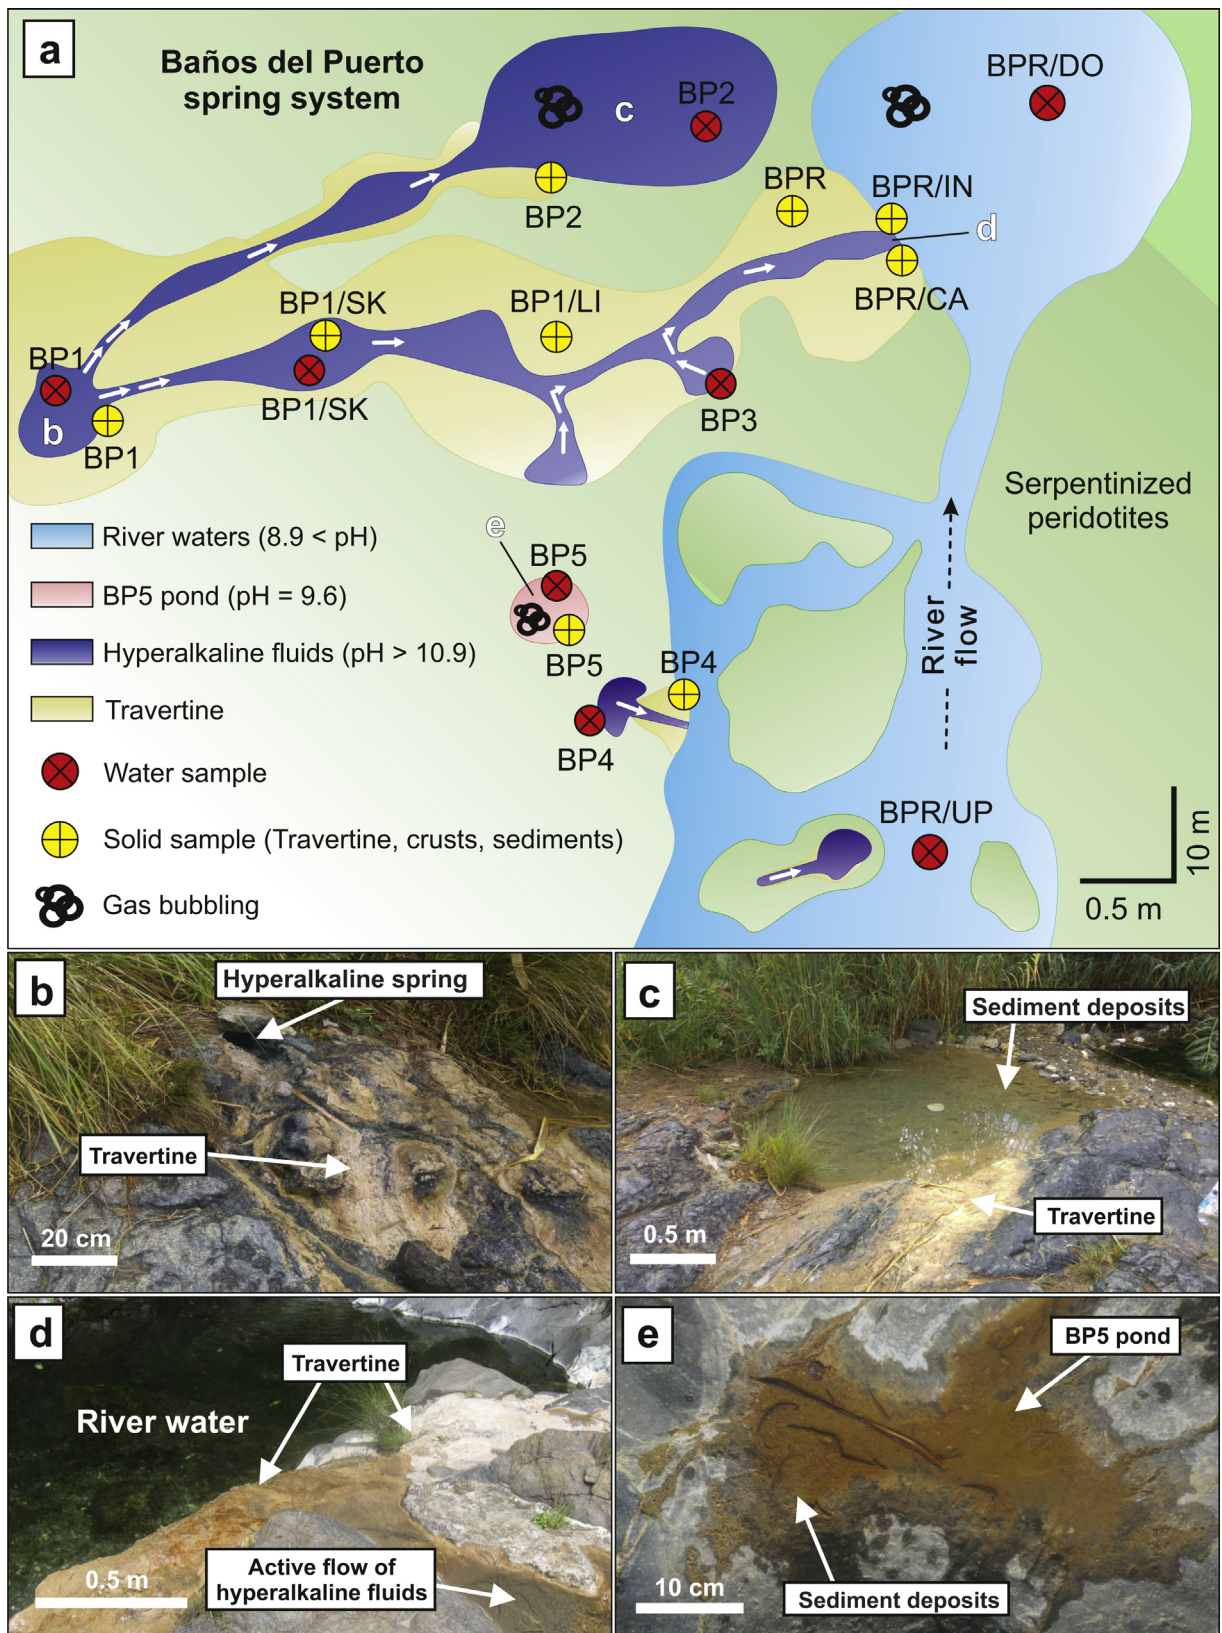 a
Baños del Puerto
spring system
c
BP2
BPR/DO
BP2
BPR
BPR/IN
d
BPR/CA
BP1/SK
BP1/LI
BP1
BP1/SK
BP3
b
BP1
Serpentinized
peridotites
River waters (8.9 < pH)
e
BP5
BP5 pond (pH = 9.6)
Hyperalkaline fluids (pH > 10.9)
BP5
BP4
River
flow
Travertine
BP4
Water sample
BPR/UP
Solid sample (Travertine, crusts, sediments)
10 m
Gas bubbling
0.5 m
b
Hyperalkaline spring
Travertine
20 cm
c
Sediment deposits
0.5 m
Travertine
d
Travertine
River water
0.5 m
Active flow of
hyperalkaline fluids
e
BP5 pond
10 cm
Sediment deposits